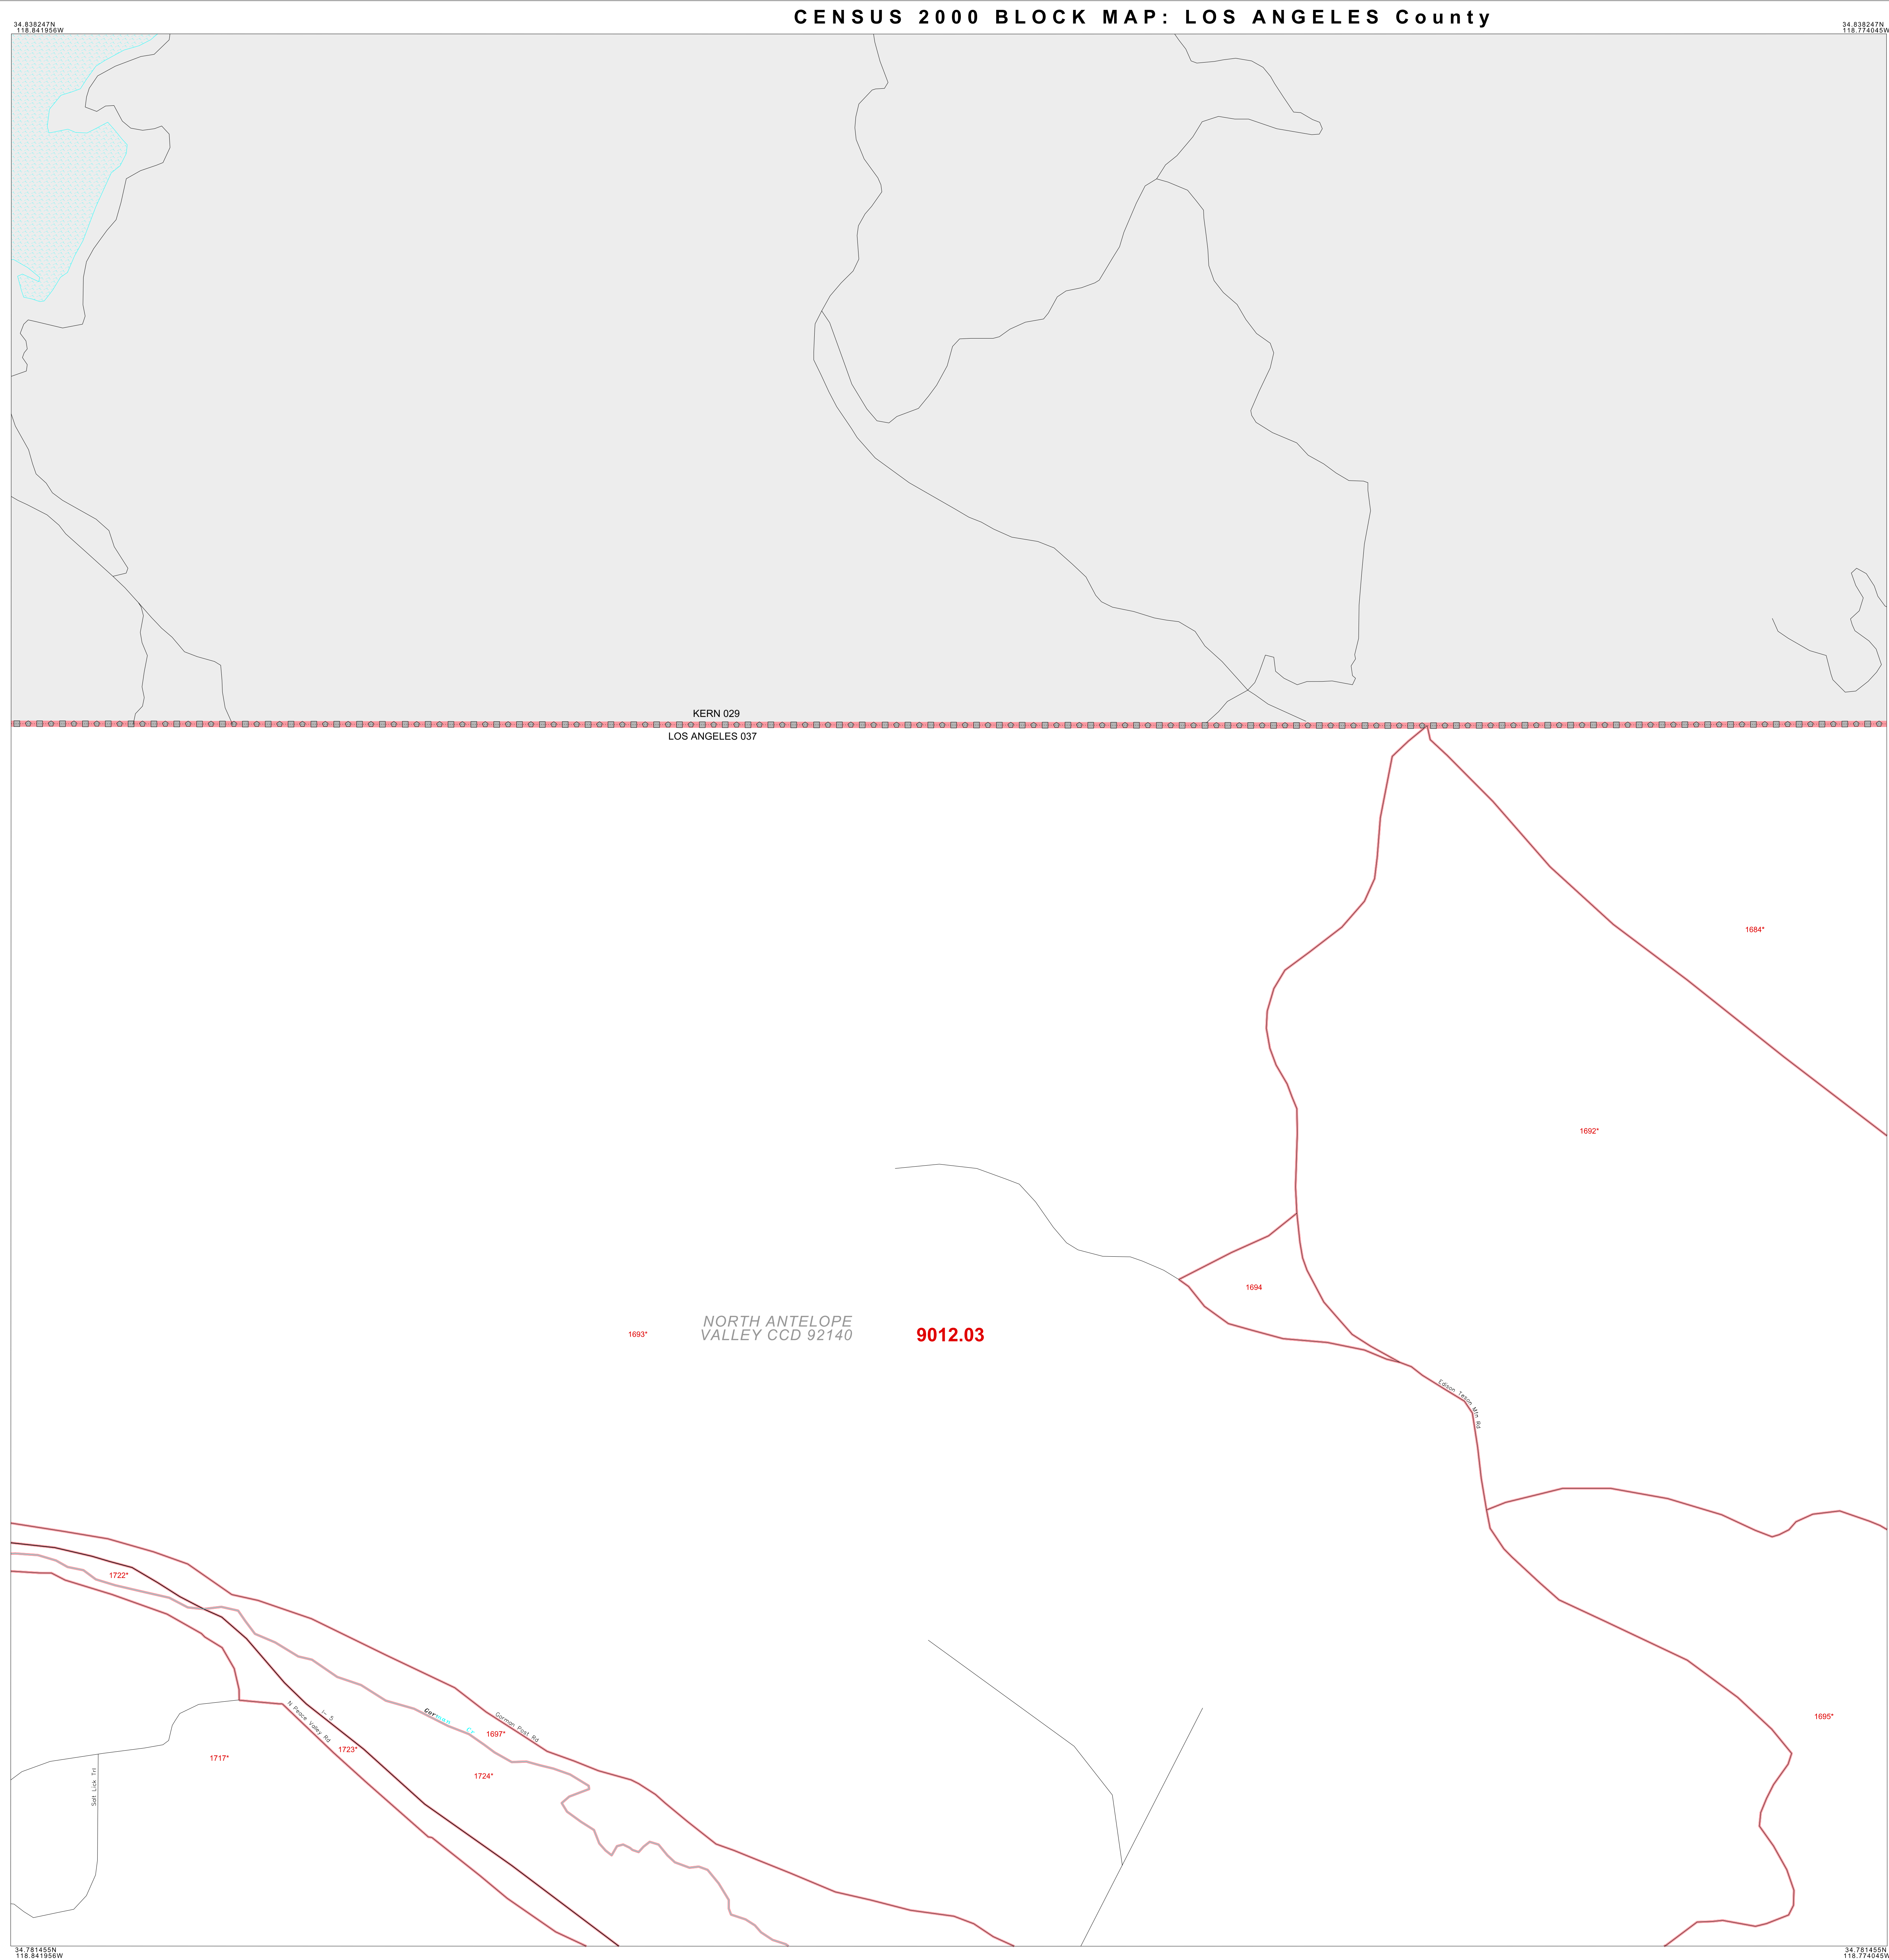 CENSUS 2000 BLOCK MAP: LOS ANGELES County
34.838247N
118.841956W
34.838247N
118.774045W
KERN 029
LOS ANGELES 037
1684*
1692*
1694
NORTH ANTELOPE
VALLEY CCD 92140
9012.03
1693*
Edison Tejon Mtn Rd
1722*
N Peace Valley Rd
I- 5
Gorman Cr
Gorman Post Rd
1697*
1695*
1723*
1717*
1724*
Salt Lick Trl
34.781455N
118.841956W
34.781455N
118.774045W